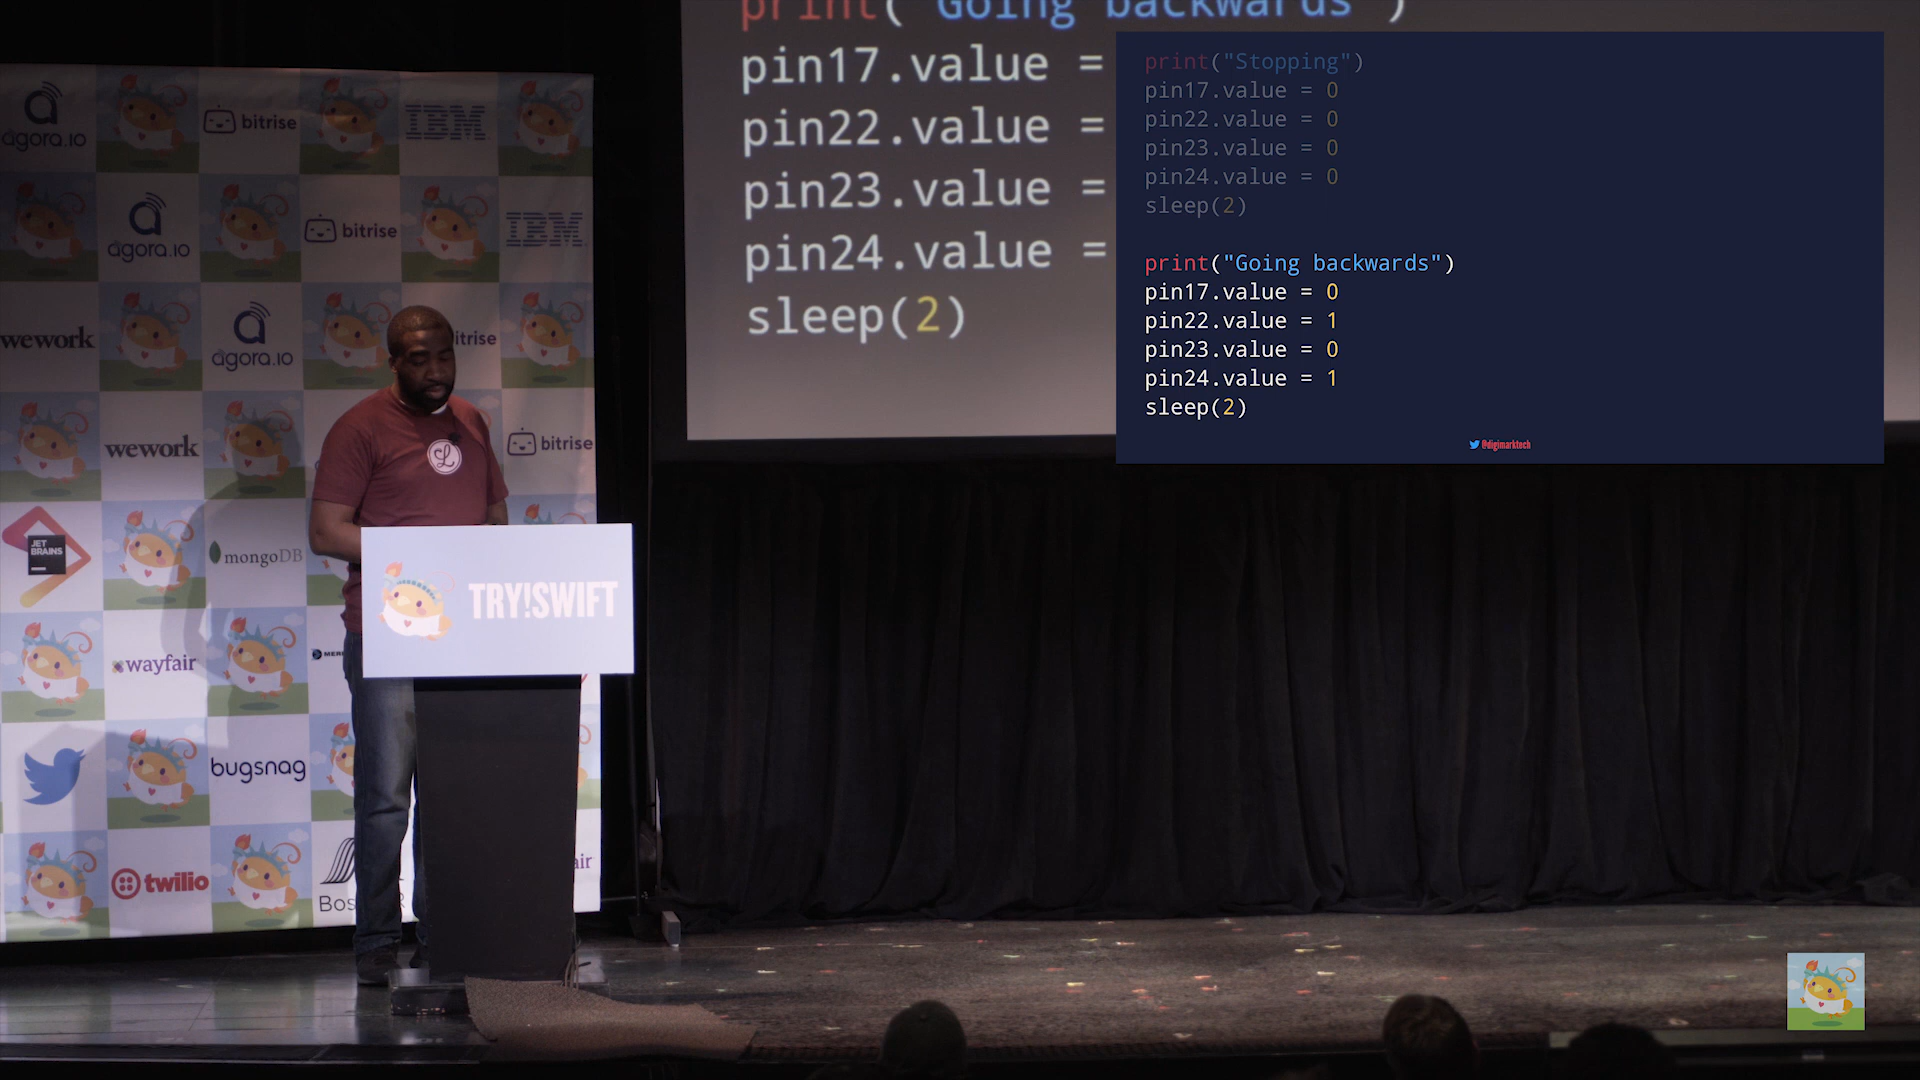 print("Going backwards")
pin17.value =
pin22.value =
pin23.value =
pin24.value =
sleep(2)
print("Stopping")
pin17.value = 0
pin22.value = 0
pin23.value = 0
pin24.value = 0
sleep(2)
print("Going backwards")
pin17.value = 0
pin22.value = 1
pin23.value = 0
pin24.value = 1
sleep(2)
@digimarktech
agora.io
bitrise
IBM
agora.io
bitrise
IBM
wework
agora.io
bitrise
wework
bitrise
JET
BRAINS
mongoDB
wayfair
bugsnag
twilio
L
TRY!SWIFT